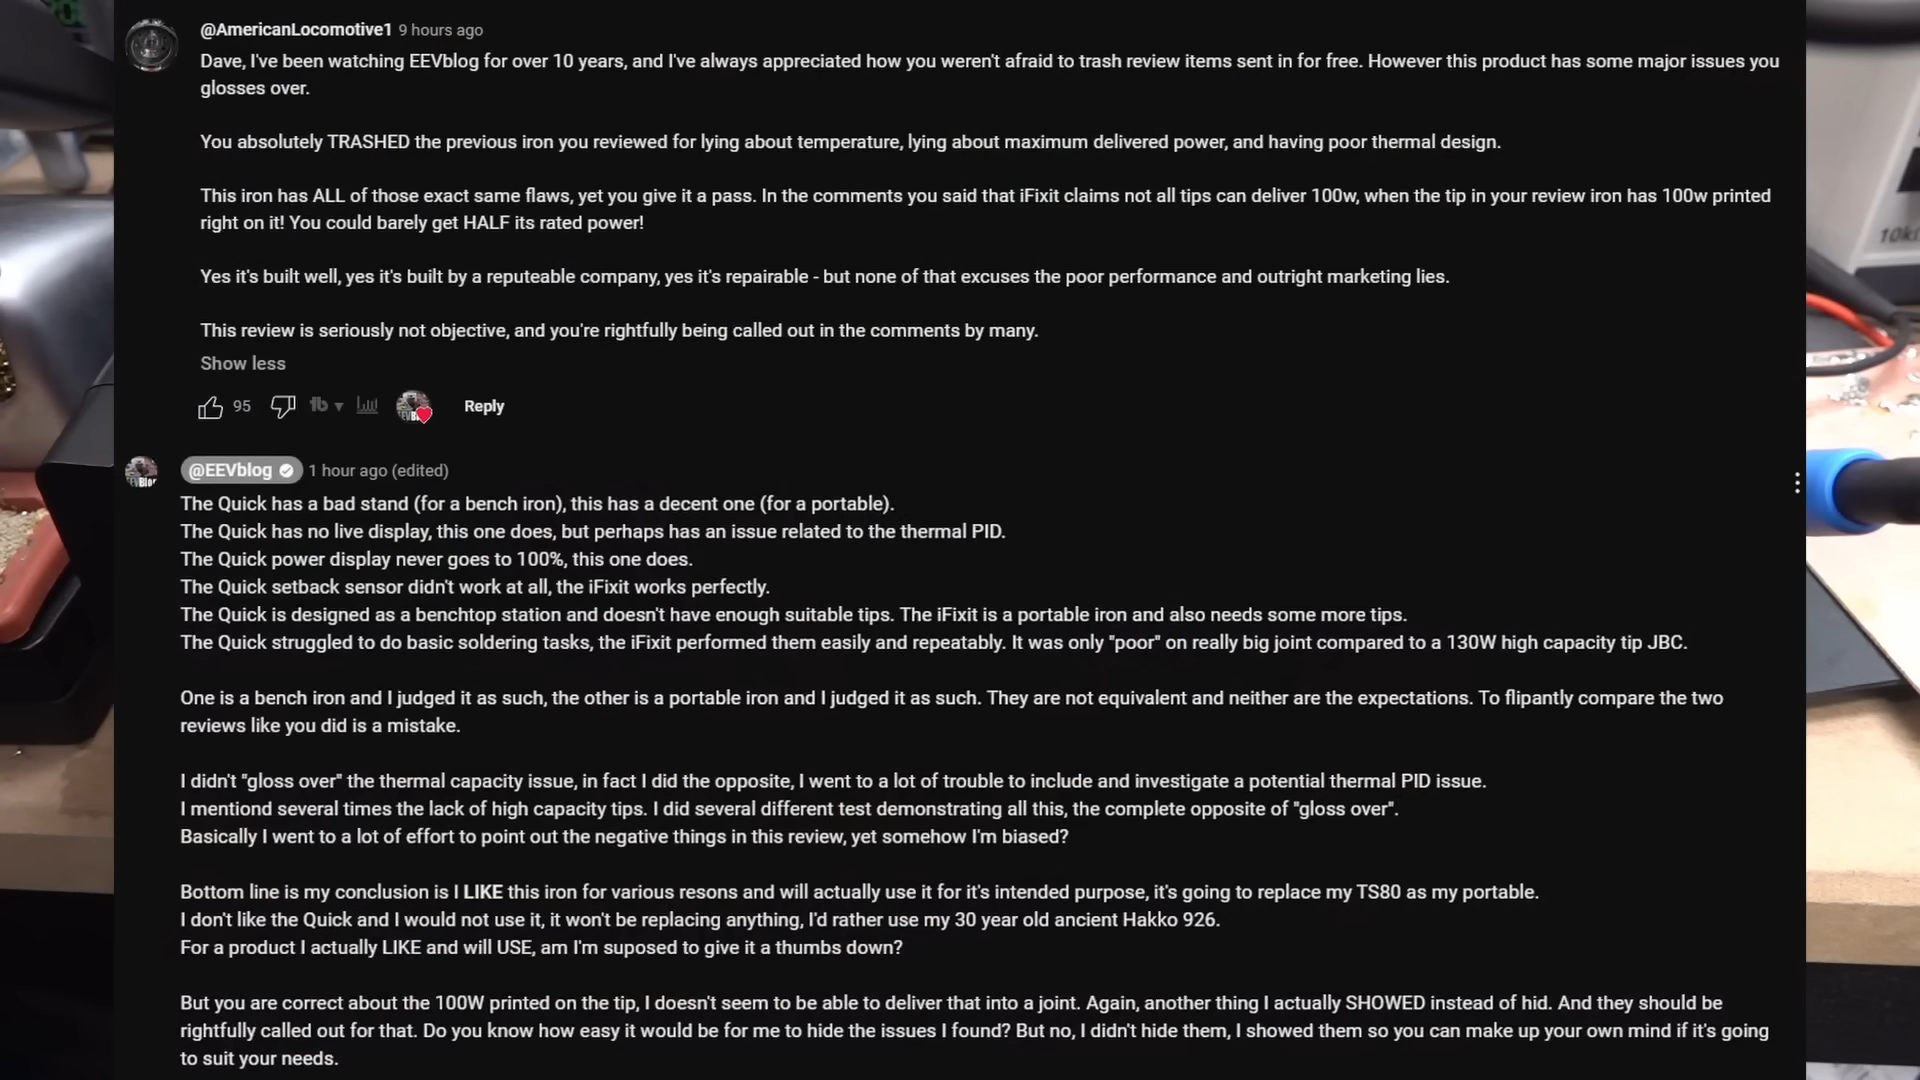 @AmericanLocomotive1 9 hours ago
Dave, I've been watching EEVblog for over 10 years, and I've always appreciated how you weren't afraid to trash review items sent in for free. However this product has some major issues you
glosses over.
You absolutely TRASHED the previous iron you reviewed for lying about temperature, lying about maximum delivered power, and having poor thermal design.
This iron has ALL of those exact same flaws, yet you give it a pass. In the comments you said that iFixit claims not all tips can deliver 100w, when the tip in your review iron has 100w printed
right on it! You could barely get HALF its rated power!
Yes it's built well, yes it's built by a reputeable company, yes it's repairable - but none of that excuses the poor performance and outright marketing lies.
This review is seriously not objective, and you're rightfully being called out in the comments by many.
Show less
95
Reply
@EEVblog 1 hour ago (edited)
The Quick has a bad stand (for a bench iron), this has a decent one (for a portable).
The Quick has no live display, this one does, but perhaps has an issue related to the thermal PID.
The Quick power display never goes to 100%, this one does.
The Quick setback sensor didn't work at all, the iFixit works perfectly.
The Quick is designed as a benchtop station and doesn't have enough suitable tips. The iFixit is a portable iron and also needs some more tips.
The Quick struggled to do basic soldering tasks, the iFixit performed them easily and repeatably. It was only "poor" on really big joint compared to a 130W high capacity tip JBC.
One is a bench iron and I judged it as such, the other is a portable iron and I judged it as such. They are not equivalent and neither are the expectations. To flipantly compare the two
reviews like you did is a mistake.
I didn't "gloss over" the thermal capacity issue, in fact I did the opposite, I went to a lot of trouble to include and investigate a potential thermal PID issue.
I mentiond several times the lack of high capacity tips. I did several different test demonstrating all this, the complete opposite of "gloss over".
Basically I went to a lot of effort to point out the negative things in this review, yet somehow I'm biased?
Bottom line is my conclusion is I LIKE this iron for various resons and will actually use it for it's intended purpose, it's going to replace my TS80 as my portable.
I don't like the Quick and I would not use it, it won't be replacing anything, I'd rather use my 30 year old ancient Hakko 926.
For a product I actually LIKE and will USE, am I'm suposed to give it a thumbs down?
But you are correct about the 100W printed on the tip, I doesn't seem to be able to deliver that into a joint. Again, another thing I actually SHOWED instead of hid. And they should be
rightfully called out for that. Do you know how easy it would be for me to hide the issues I found? But no, I didn't hide them, I showed them so you can make up your own mind if it's going
to suit your needs.